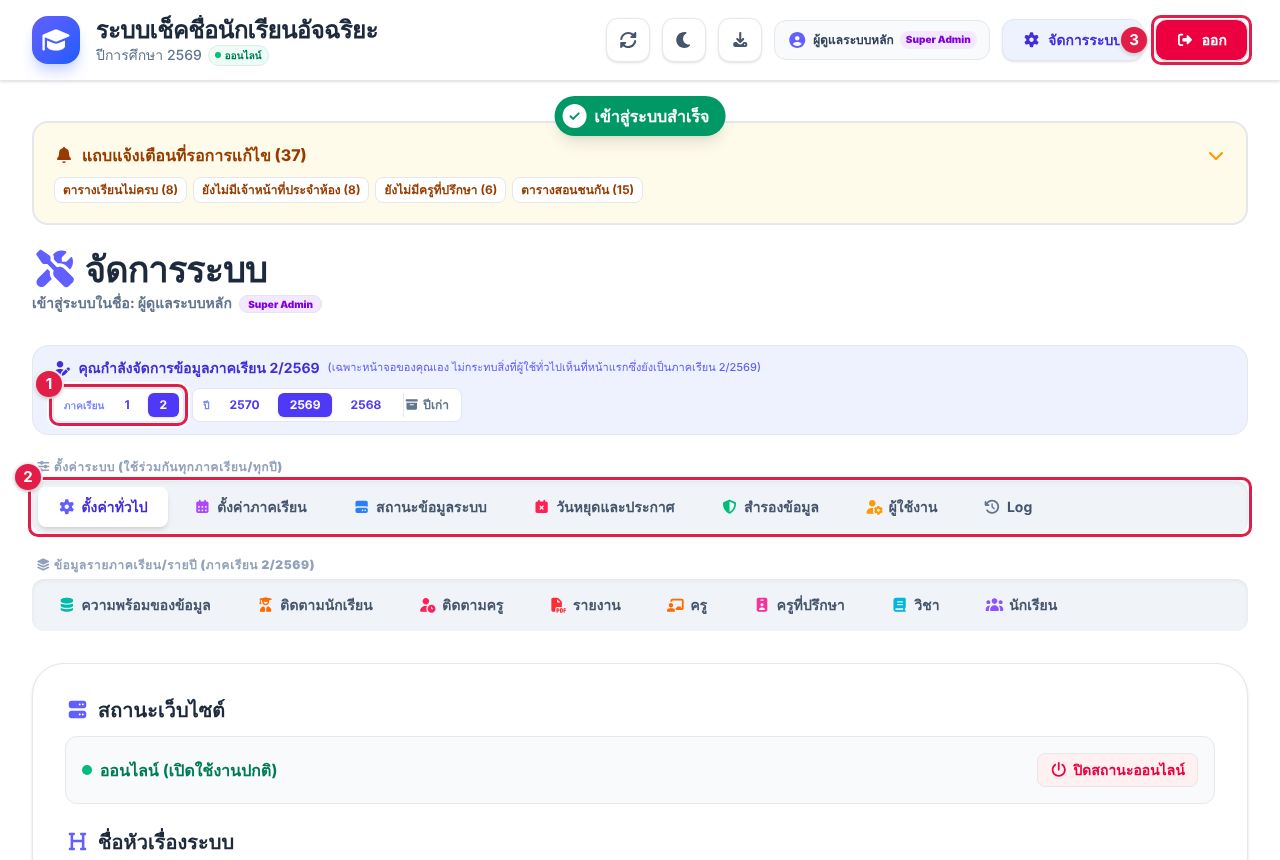 ระบบเช็คชื่อนักเรียนอัจฉริยะ
ปีการศึกษา 2569 ออนไลน์
ผู้ดูแลระบบหลัก Super Admin
จัดการระบบ
3
ออก
เข้าสู่ระบบสำเร็จ
แถบแจ้งเตือนที่รอการแก้ไข (37)
ตารางเรียนไม่ครบ (8) ยังไม่มีเจ้าหน้าที่ประจำห้อง (8) ยังไม่มีครูที่ปรึกษา (6) ตารางสอนชนกัน (15)
จัดการระบบ
เข้าสู่ระบบในชื่อ: ผู้ดูแลระบบหลัก Super Admin
คุณกำลังจัดการข้อมูลภาคเรียน 2/2569 (เฉพาะหน้าจอของคุณเอง ไม่กระทบสิ่งที่ผู้ใช้ทั่วไปเห็นที่หน้าแรกซึ่งยังเป็นภาคเรียน 2/2569)
1
ภาคเรียน 1 2 ปี 2570 2569 2568 ปีเก่า
ตั้งค่าระบบ (ใช้ร่วมกันทุกภาคเรียน/ทุกปี)
2
ตั้งค่าทั่วไป ตั้งค่าภาคเรียน สถานะข้อมูลระบบ วันหยุดและประกาศ สำรองข้อมูล ผู้ใช้งาน Log
ข้อมูลรายภาคเรียน/รายปี (ภาคเรียน 2/2569)
ความพร้อมของข้อมูล ติดตามนักเรียน ติดตามครู รายงาน ครู ครูที่ปรึกษา วิชา นักเรียน
สถานะเว็บไซต์
ออนไลน์ (เปิดใช้งานปกติ) ปิดสถานะออนไลน์
ชื่อหัวเรื่องระบบ